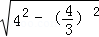 √4² − (4/3)²